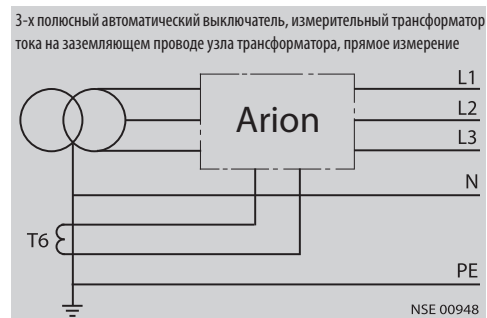 3-х полюсный автоматический выключатель, измерительный трансформатор
тока на заземляющем проводе узла трансформатора, прямое измерение
L1
Arion
L2
L3
N
T6
PE
NSE 00948